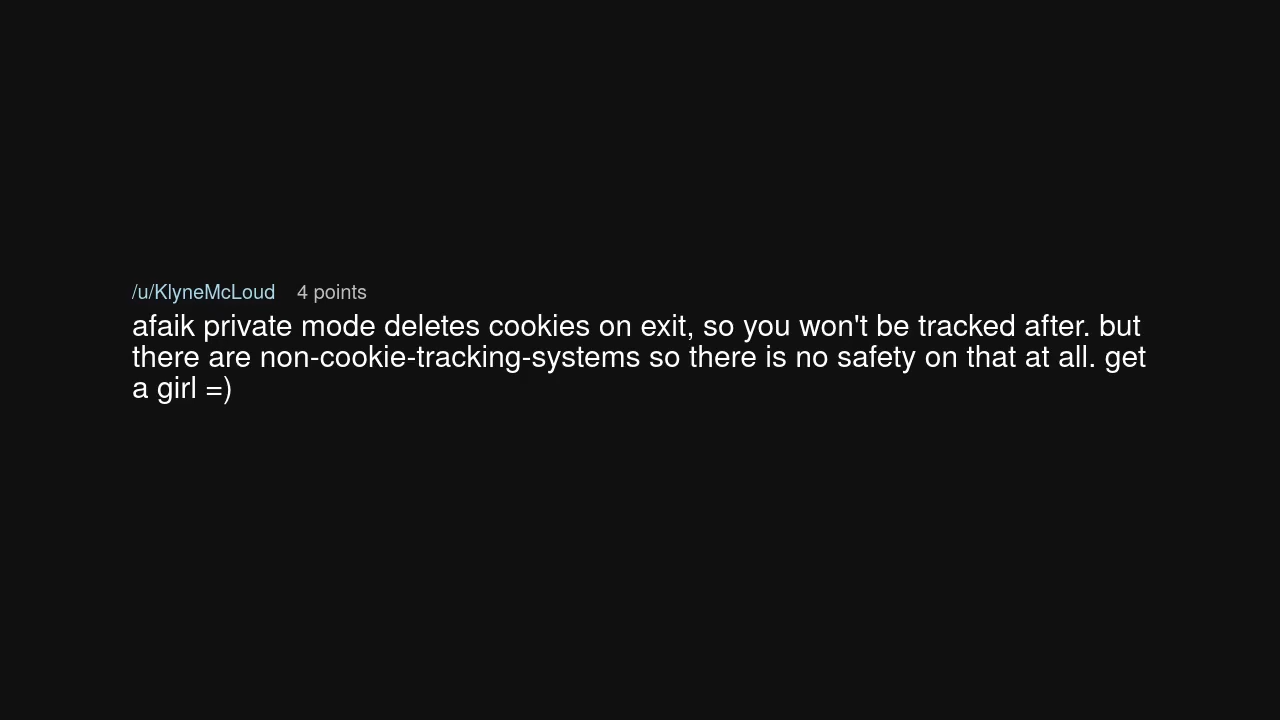 /u/KlyneMcLoud 4 points
afaik private mode deletes cookies on exit, so you won't be tracked after. but
there are non-cookie-tracking-systems so there is no safety on that at all. get
a girl =)